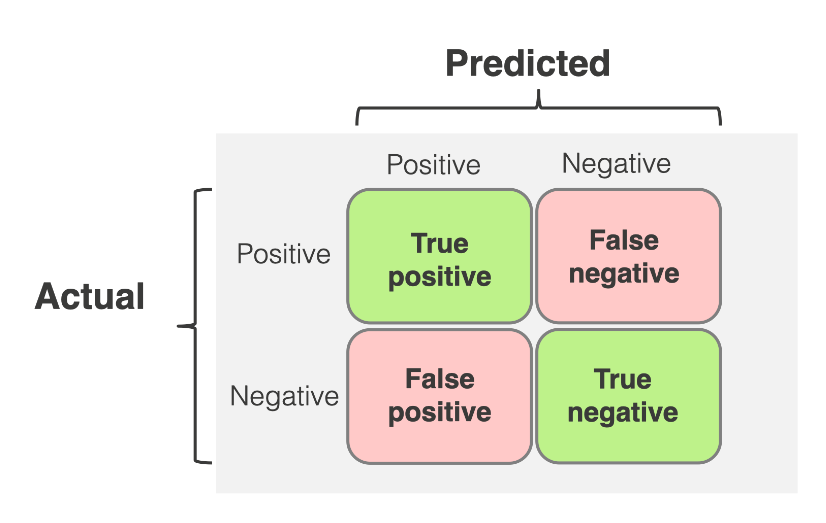 Predicted
Positive
Negative
Actual
Positive
True
positive
False
negative
Negative
False
positive
True
negative